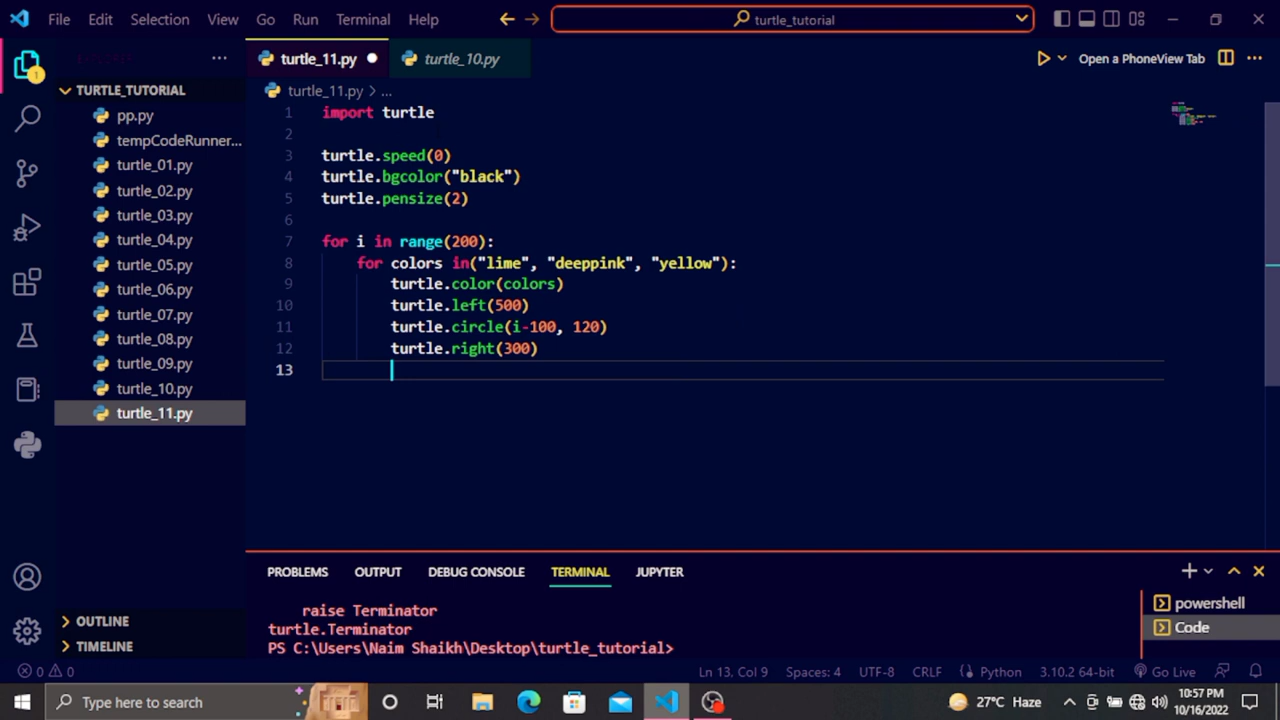 File Edit Selection View Go Run Terminal Help
turtle_tutorial
1
...
turtle_11.py
turtle_10.py
Open a PhoneView Tab
...
TURTLE_TUTORIAL
pp.py
tempCodeRunner...
turtle_01.py
turtle_02.py
turtle_03.py
turtle_04.py
turtle_05.py
turtle_06.py
turtle_07.py
turtle_08.py
turtle_09.py
turtle_10.py
turtle_11.py
OUTLINE
TIMELINE
turtle_11.py > ...
1 import turtle
2
3 turtle.speed(0)
4 turtle.bgcolor("black")
5 turtle.pensize(2)
6
7 for i in range(200):
8 for colors in("lime", "deeppink", "yellow"):
9 turtle.color(colors)
10 turtle.left(500)
11 turtle.circle(i-100, 120)
12 turtle.right(300)
13
PROBLEMS OUTPUT DEBUG CONSOLE TERMINAL JUPYTER
raise Terminator
turtle.Terminator
PS C:\Users\Naim Shaikh\Desktop\turtle_tutorial>
powershell
Code
0 0 Ln 13, Col 9 Spaces: 4 UTF-8 CRLF Python 3.10.2 64-bit Go Live
Type here to search
27°C Haze
10:57 PM
10/16/2022